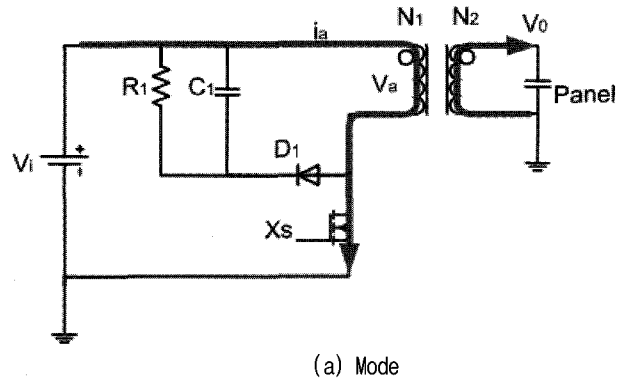 ia
N1 N2
V0
R1
C1
Va
Panel
D1
Vi
+
-
Xs
(a) Mode